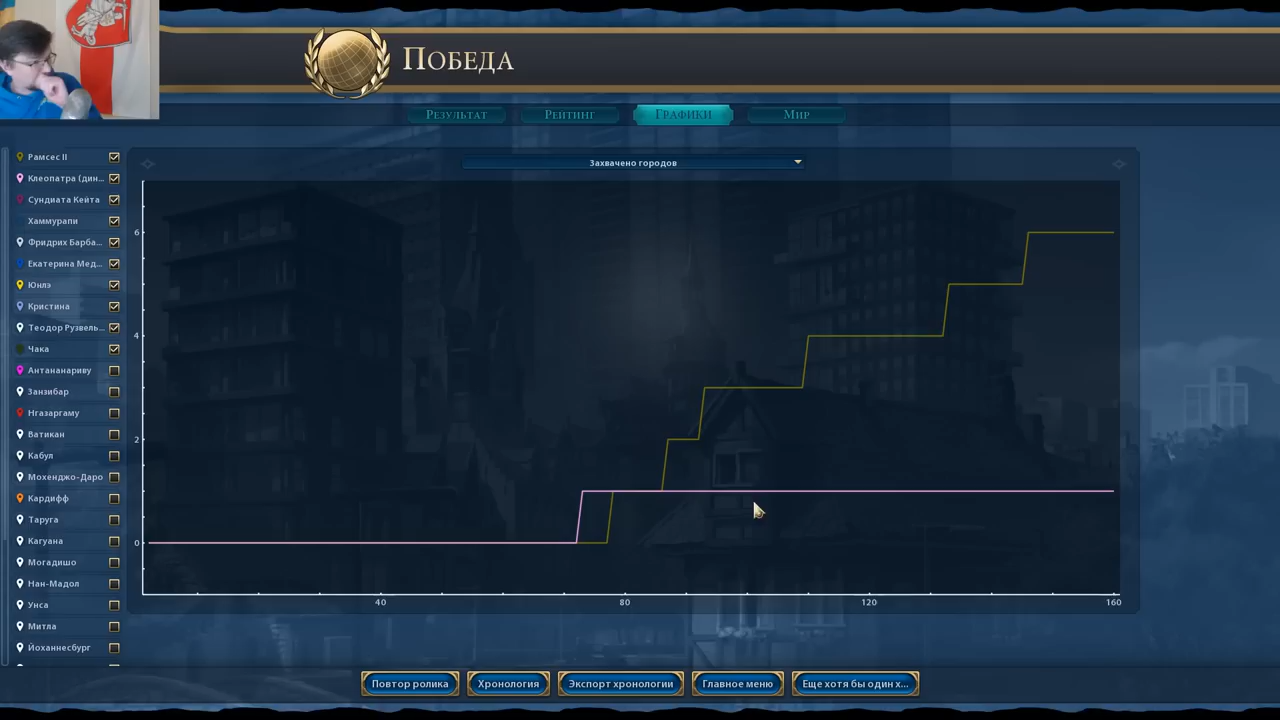 Победа
Результат
Рейтинг
Графики
Мир
Захвачено городов
Рамсес II
Клеопатра (дин...
Сундиата Кейта
Хаммурапи
Фридрих Барба...
Екатерина Мед...
Юнлэ
Кристина
Теодор Рузвель...
Чака
Антананариву
Занзибар
Нгазаргаму
Ватикан
Кабул
Мохенджо-Даро
Кардифф
Таруга
Кагуана
Могадишо
Нан-Мадол
Унса
Митла
Йоханнесбург
6
4
2
0
40
80
120
160
Повтор ролика
Хронология
Экспорт хронологии
Главное меню
Еще хотя бы один х...